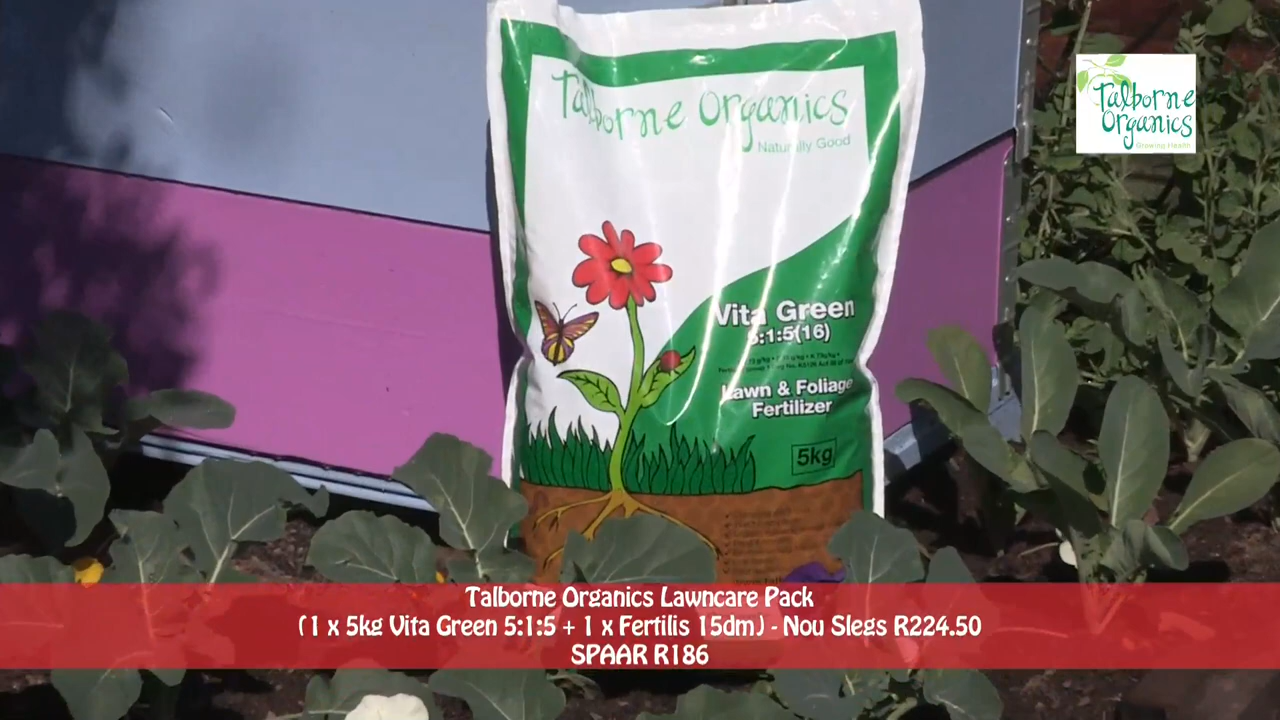 Talborne Organics
Naturally Good
Vita Green
5:1:5(16)
Lawn & Foliage
Fertilizer
5kg
Talborne
Organics
Growing Health
Talborne Organics Lawncare Pack
(1 x 5kg Vita Green 5:1:5 + 1 x Fertilis 15dm) - Nou Slegs R224.50
SPAAR R186